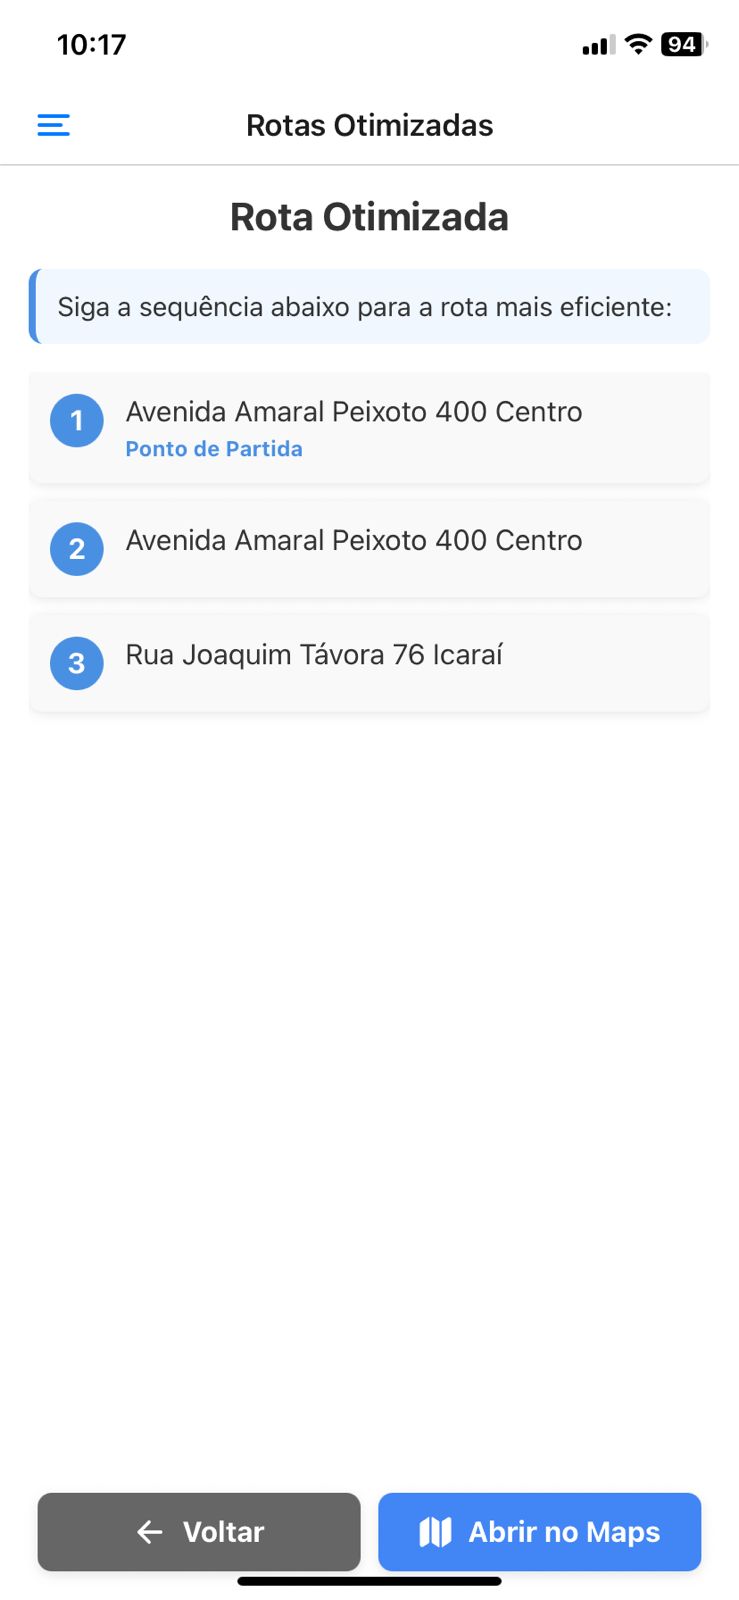 10:17
94
Rotas Otimizadas
Rota Otimizada
Siga a sequência abaixo para a rota mais eficiente:
1
Avenida Amaral Peixoto 400 Centro
Ponto de Partida
2
Avenida Amaral Peixoto 400 Centro
3
Rua Joaquim Távora 76 Icaraí
Voltar
Abrir no Maps